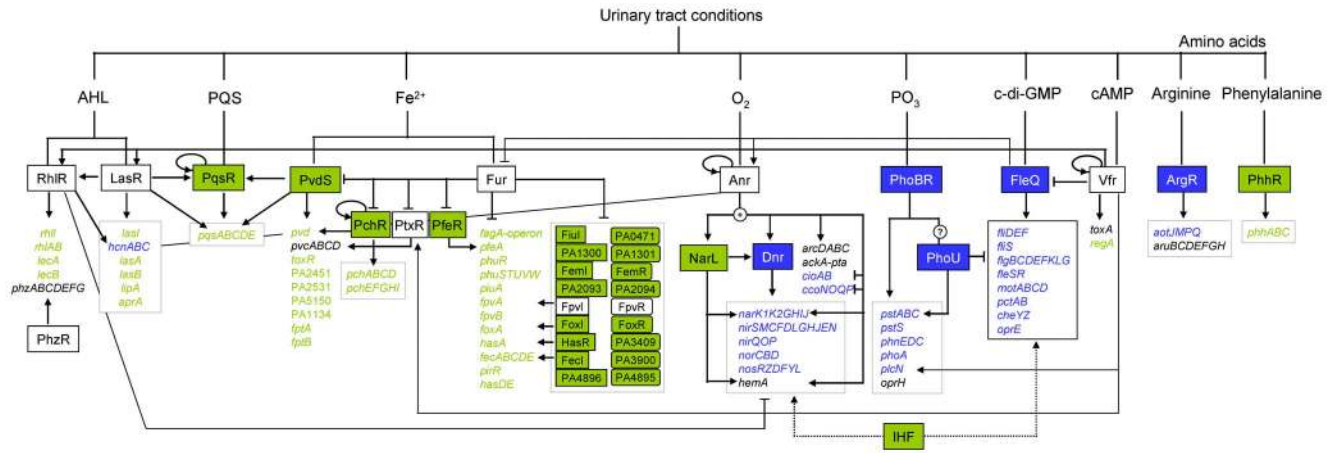 Urinary tract conditions
Amino acids
AHL
PQS
Fe2+
O2
PO3
c-di-GMP
cAMP
Arginine
Phenylalanine
RhlR
LasR
PqsR
PvdS
Fur
Anr
PhoBR
FleQ
Vfr
ArgR
PhhR
PchR
PtxR
PfeR
rhlI
rhlAB
lecA
lecB
phzABCDEFG
PhzR
lasI
hcnABC
lasA
lasB
lipA
aprA
pqsABCDE
pvd
pvcABCD
toxR
PA2451
PA2531
PA5150
PA1134
fptA
fptB
pchABCD
pchEFGHI
fagA-operon
pfeA
phuR
phuSTUVW
piuA
fpvA
fpvB
foxA
hasA
fecABCDE
pirR
hasDE
FiuI
PA0471
PA1300
PA1301
FemI
FemR
PA2093
PA2094
FpvI
FpvR
FoxI
FoxR
HasR
PA3409
FecI
PA3900
PA4896
PA4895
+
NarL
Dnr
arcDABC
ackA-pta
cioAB
ccoNOQP
narK1K2GHIJ
nirSMCFDLGHJEN
nirQOP
norCBD
nosRZDFYL
hemA
?
PhoU
pstABC
pstS
phnEDC
phoA
plcN
oprH
fliDEF
fliS
flgBCDEFKLG
fleSR
motABCD
pctAB
cheYZ
oprE
toxA
regA
aotJMPQ
aruBCDEFGH
phhABC
IHF